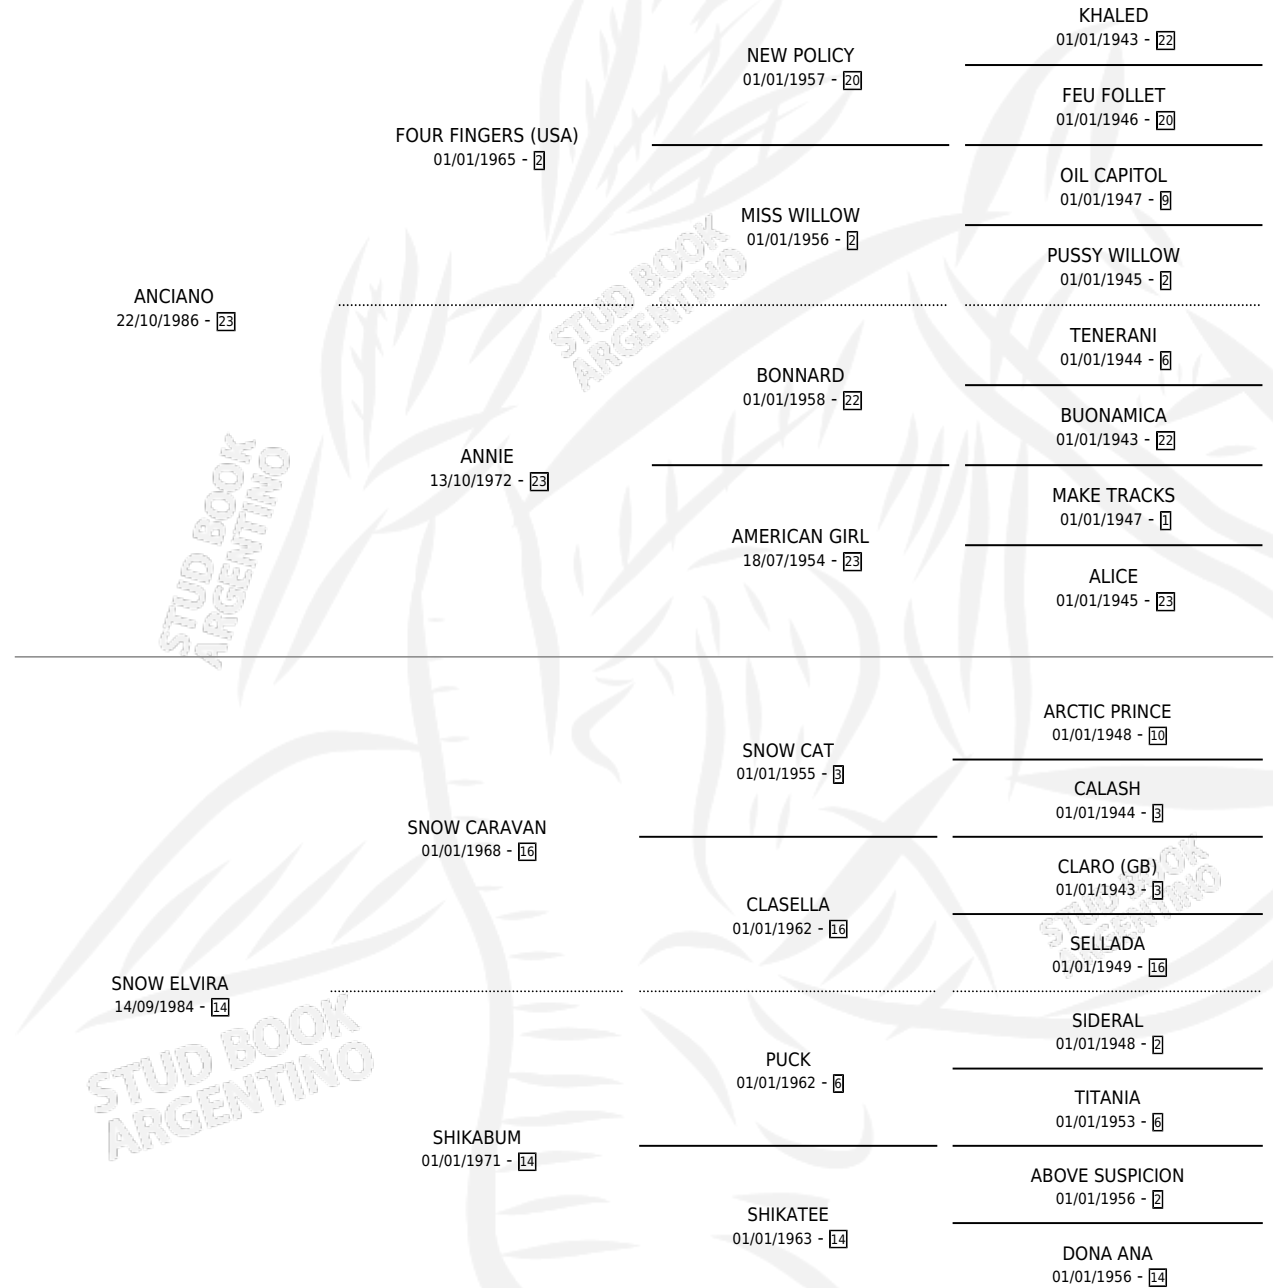 KHALED
01/01/1943 - 22
NEW POLICY
01/01/1957 - 20
FEU FOLLET
01/01/1946 - 20
FOUR FINGERS (USA)
01/01/1965 - 2
OIL CAPITOL
01/01/1947 - 9
MISS WILLOW
01/01/1956 - 2
PUSSY WILLOW
01/01/1945 - 2
ANCIANO
22/10/1986 - 23
TENERANI
01/01/1944 - 6
BONNARD
01/01/1958 - 22
BUONAMICA
01/01/1943 - 22
ANNIE
13/10/1972 - 23
MAKE TRACKS
01/01/1947 - 1
AMERICAN GIRL
18/07/1954 - 23
ALICE
01/01/1945 - 23
ARCTIC PRINCE
01/01/1948 - 10
SNOW CAT
01/01/1955 - 3
CALASH
01/01/1944 - 3
SNOW CARAVAN
01/01/1968 - 16
CLARO (GB)
01/01/1943 - 3
CLASELLA
01/01/1962 - 16
SELLADA
01/01/1949 - 16
SNOW ELVIRA
14/09/1984 - 14
SIDERAL
01/01/1948 - 2
PUCK
01/01/1962 - 6
TITANIA
01/01/1953 - 6
SHIKABUM
01/01/1971 - 14
ABOVE SUSPICION
01/01/1956 - 2
SHIKATEE
01/01/1963 - 14
DONA ANA
01/01/1956 - 14
STUD BOOK
ARGENTINO
STUD BOOK
ARGENTINO
STUD BOOK
ARGENTINO
STUD BOOK
ARGENTINO